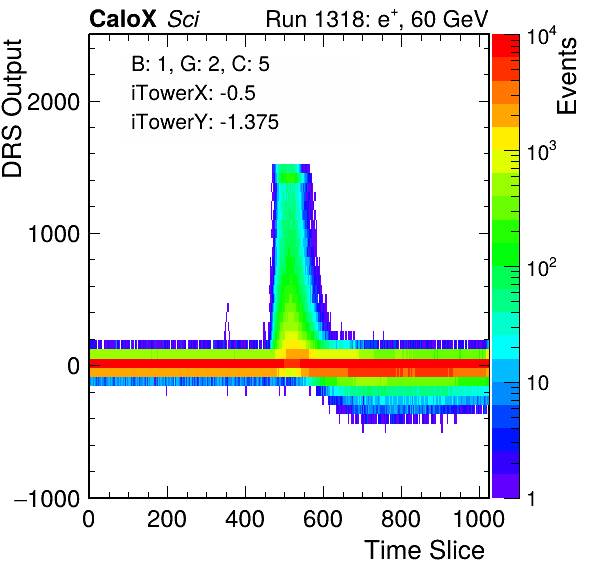 CaloX Sci
Run 1318: e⁺, 60 GeV
DRS Output
Events
B: 1, G: 2, C: 5
iTowerX: -0.5
iTowerY: -1.375
2000
1000
0
−1000
0 200 400 600 800 1000
Time Slice
10⁴
10³
10²
10
1